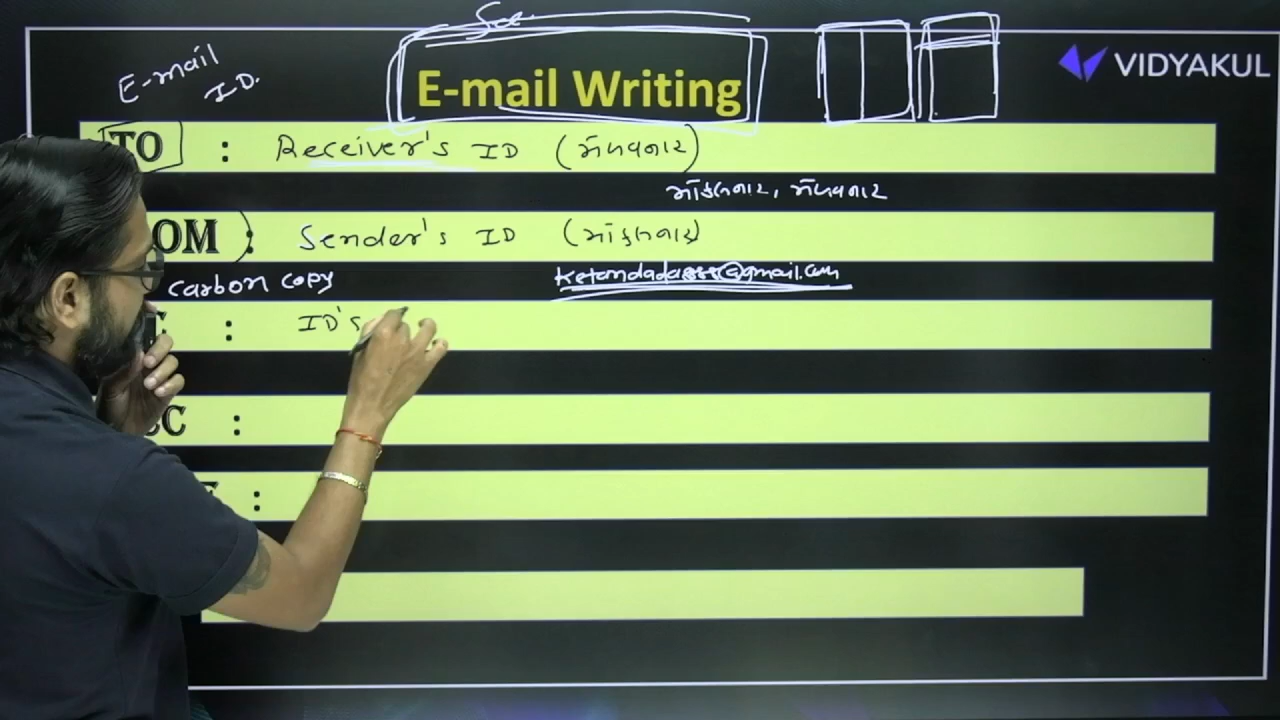 E-mail ID.
E-mail Writing
VIDYAKUL
TO : Receiver's ID (મેળવનાર)
મોકલનાર, મેળવનાર
OM) : Sender's ID (મોકલનાર)
carbon copy
: ID's
CC :
: